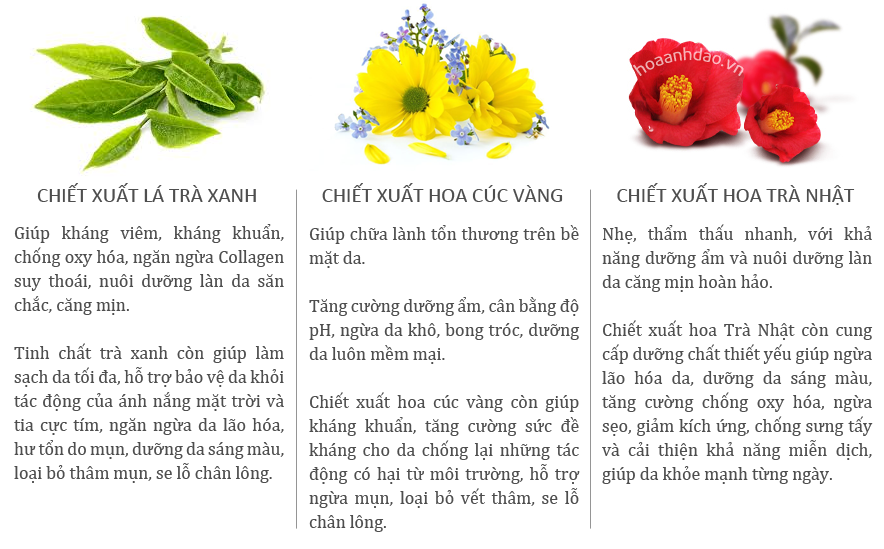 hoaanhdao.vn
CHIẾT XUẤT LÁ TRÀ XANH
Giúp kháng viêm, kháng khuẩn,
chống oxy hóa, ngăn ngừa Collagen
suy thoái, nuôi dưỡng làn da săn
chắc, căng mịn.
Tinh chất trà xanh còn giúp làm
sạch da tối đa, hỗ trợ bảo vệ da khỏi
tác động của ánh nắng mặt trời và
tia cực tím, ngăn ngừa da lão hóa,
hư tổn do mụn, dưỡng da sáng màu,
loại bỏ thâm mụn, se lỗ chân lông.
CHIẾT XUẤT HOA CÚC VÀNG
Giúp chữa lành tổn thương trên bề
mặt da.
Tăng cường dưỡng ẩm, cân bằng độ
pH, ngừa da khô, bong tróc, dưỡng
da luôn mềm mại.
Chiết xuất hoa cúc vàng còn giúp
kháng khuẩn, tăng cường sức đề
kháng cho da chống lại những tác
động có hại từ môi trường, hỗ trợ
ngừa mụn, loại bỏ vết thâm, se lỗ
chân lông.
CHIẾT XUẤT HOA TRÀ NHẬT
Nhẹ, thẩm thấu nhanh, với khả
năng dưỡng ẩm và nuôi dưỡng làn
da căng mịn hoàn hảo.
Chiết xuất hoa Trà Nhật còn cung
cấp dưỡng chất thiết yếu giúp ngừa
lão hóa da, dưỡng da sáng màu,
tăng cường chống oxy hóa, ngừa
sẹo, giảm kích ứng, chống sưng tấy
và cải thiện khả năng miễn dịch,
giúp da khỏe mạnh từng ngày.